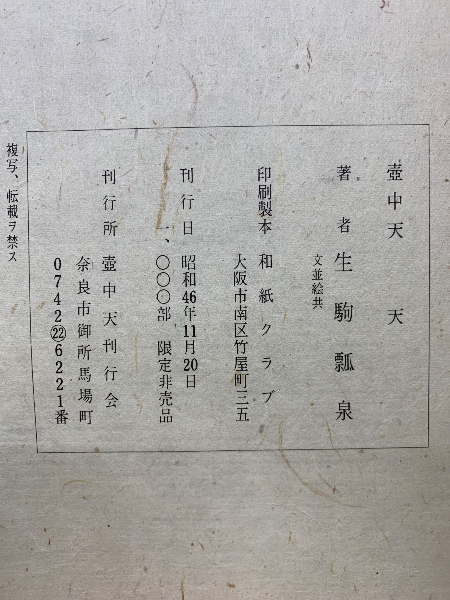 壺中天 天
著者 生駒瓢泉
文並絵共
印刷製本 和紙クラブ
大阪市南区竹屋町三五
刊行日 昭和46年11月20日
一、〇〇〇部 限定非売品
刊行所 壺中天刊行会
奈良市御所馬場町
0742㉒6221番
複写、転載ヲ禁ス